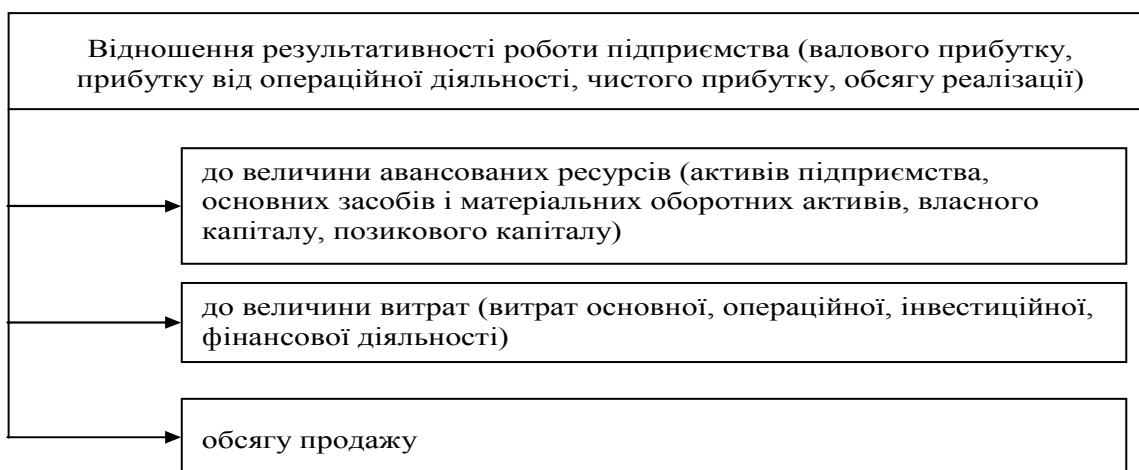 Відношення результативності роботи підприємства (валового прибутку,
прибутку від операційної діяльності, чистого прибутку, обсягу реалізації)
до величини авансованих ресурсів (активів підприємства,
основних засобів і матеріальних оборотних активів, власного
капіталу, позикового капіталу)
до величини витрат (витрат основної, операційної, інвестиційної,
фінансової діяльності)
обсягу продажу